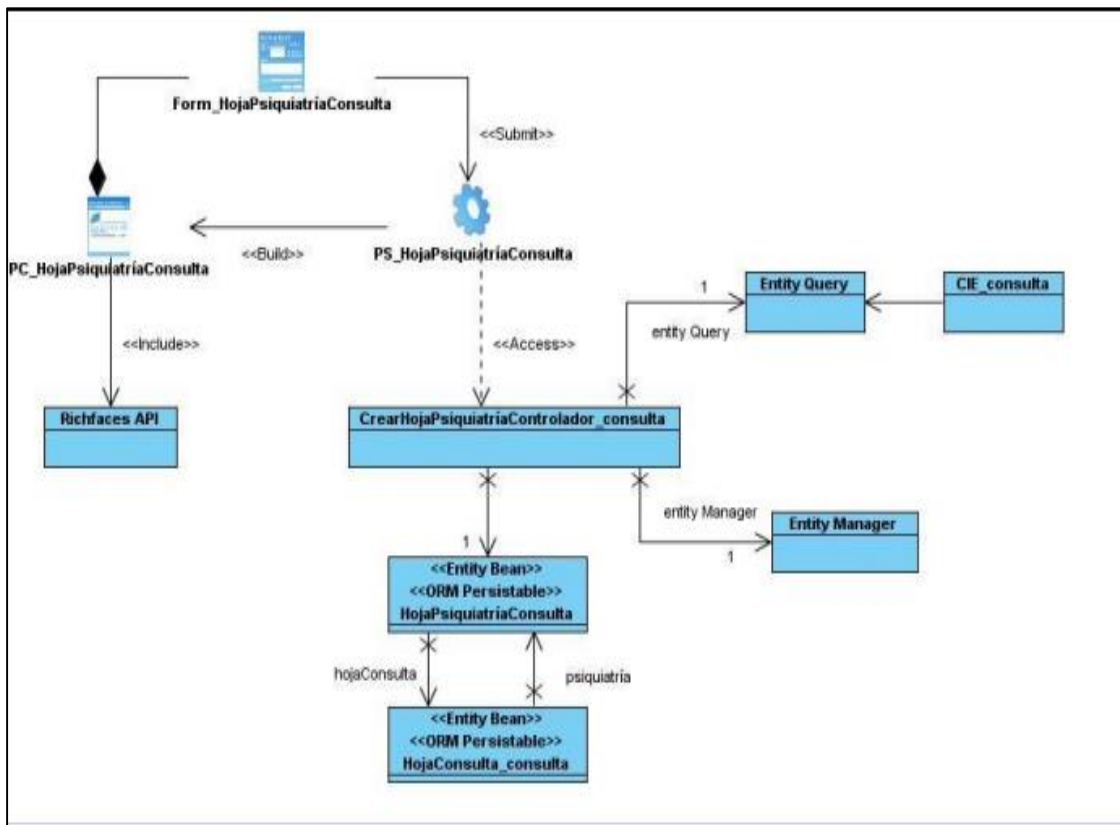 Form_HojaPsiquiatríaConsulta
<<Submit>>
PC_HojaPsiquiatríaConsulta
<<Build>>
PS_HojaPsiquiatríaConsulta
<<Include>>
<<Access>>
1
entity Query
Entity Query
CIE_consulta
Richfaces API
CrearHojaPsiquiatríaControlador_consulta
entity Manager
1
Entity Manager
1
<<Entity Bean>>
<<ORM Persistable>>
HojaPsiquiatríaConsulta
hojaConsulta
psiquiatría
<<Entity Bean>>
<<ORM Persistable>>
HojaConsulta_consulta